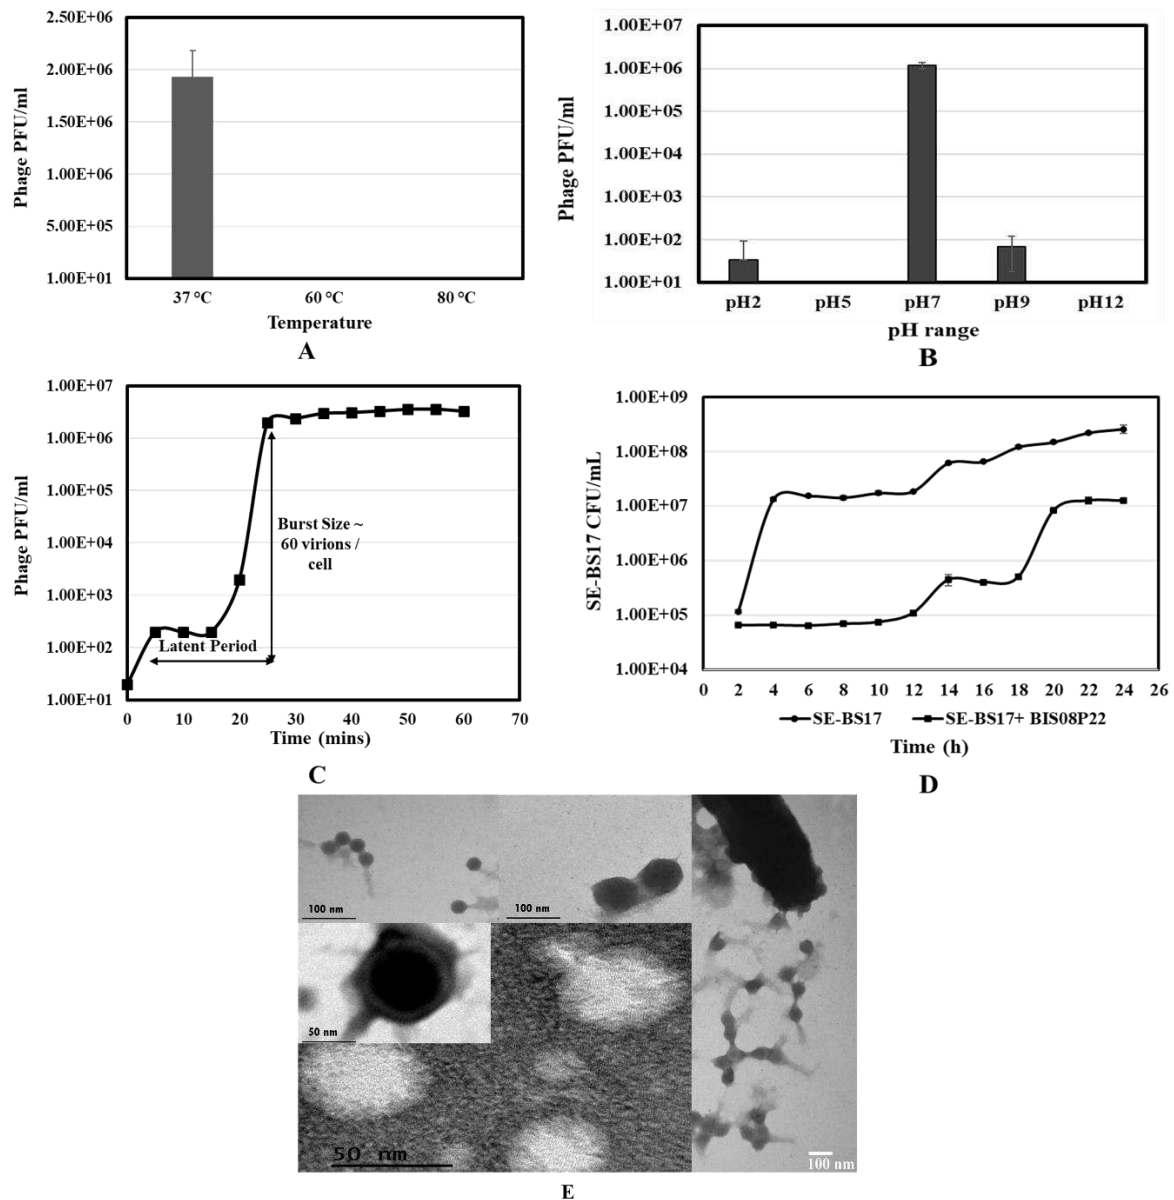 2.50E+06
2.00E+06
1.50E+06
1.00E+06
5.00E+05
1.00E+01
Phage PFU/ml
37 °C 60 °C 80 °C
Temperature
A
1.00E+07
1.00E+06
1.00E+05
1.00E+04
1.00E+03
1.00E+02
1.00E+01
Phage PFU/ml
pH2 pH5 pH7 pH9 pH12
pH range
B
1.00E+07
1.00E+06
1.00E+05
1.00E+04
1.00E+03
1.00E+02
1.00E+01
Phage PFU/ml
Burst Size ~
60 virions /
cell
Latent Period
0 10 20 30 40 50 60 70
Time (mins)
C
1.00E+09
1.00E+08
1.00E+07
1.00E+06
1.00E+05
1.00E+04
SE-BS17 CFU/mL
0 2 4 6 8 10 12 14 16 18 20 22 24 26
SE-BS17 SE-BS17+ BIS08P22
Time (h)
D
100 nm
100 nm
50 nm
50 nm
100 nm
E